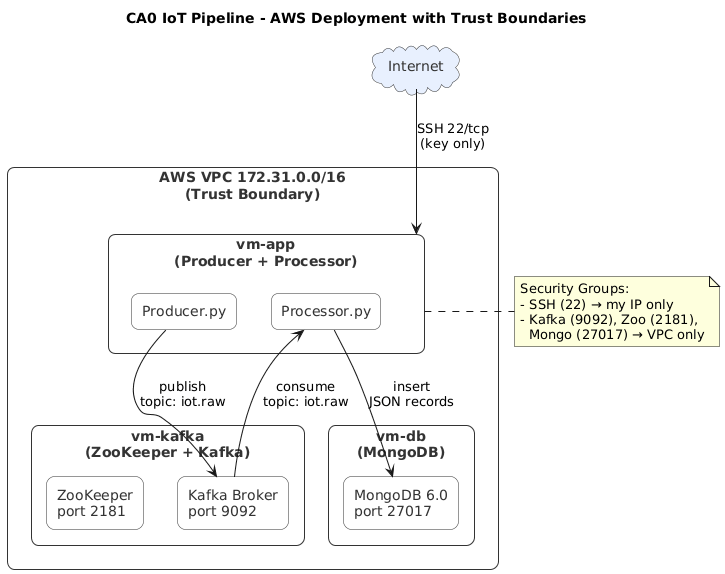 CA0 IoT Pipeline - AWS Deployment with Trust Boundaries
Internet
SSH 22/tcp
(key only)
AWS VPC 172.31.0.0/16
(Trust Boundary)
vm-app
(Producer + Processor)
Producer.py
Processor.py
Security Groups:
- SSH (22) → my IP only
- Kafka (9092), Zoo (2181),
Mongo (27017) → VPC only
publish
topic: iot.raw
consume
topic: iot.raw
insert
JSON records
vm-kafka
(ZooKeeper + Kafka)
ZooKeeper
port 2181
Kafka Broker
port 9092
vm-db
(MongoDB)
MongoDB 6.0
port 27017